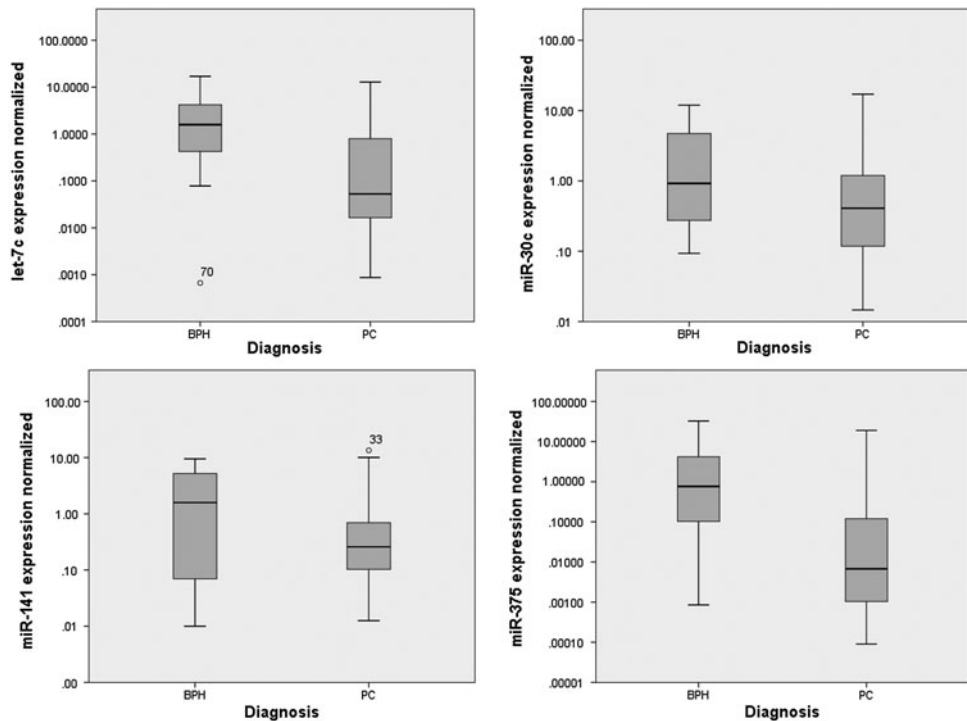 let-7c expression normalized
100.0000
10.0000
1.0000
.1000
.0100
.0010
.0001
70
BPH
PC
Diagnosis
miR-30c expression normalized
100.00
10.00
1.00
.10
.01
BPH
PC
Diagnosis
miR-141 expression normalized
100.00
10.00
1.00
.10
.01
.00
33
BPH
PC
Diagnosis
miR-375 expression normalized
100.00000
10.00000
1.00000
.10000
.01000
.00100
.00010
.00001
BPH
PC
Diagnosis